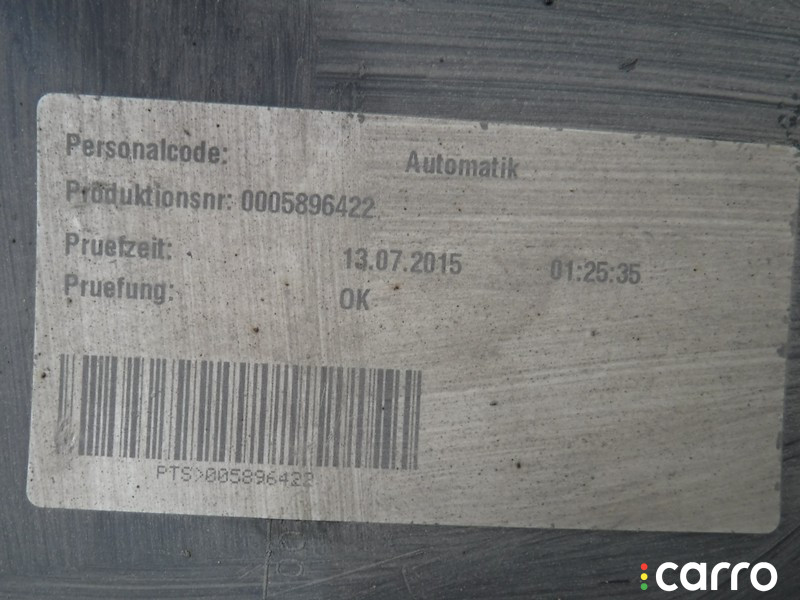 Personalcode: Automatik
Produktionsnr: 0005896422
Pruefzeit: 13.07.2015 01:25:35
Pruefung: OK
PTS>005896422
carro